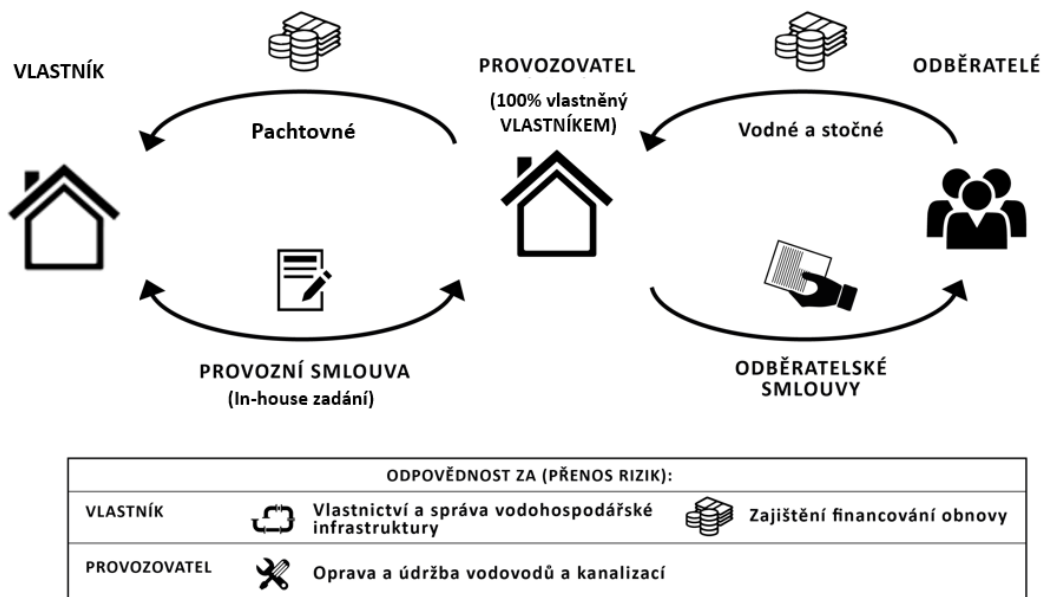 VLASTNÍK
PROVOZOVATEL
(100% vlastněný
VLASTNÍKEM)
ODBĚRATELÉ
Pachtovné
Vodné a stočné
PROVOZNÍ SMLOUVA
(In-house zadání)
ODBĚRATELSKÉ
SMLOUVY
ODPOVĚDNOST ZA (PŘENOS RIZIK):
VLASTNÍK
Vlastnictví a správa vodohospodářské
infrastruktury
Zajištění financování obnovy
PROVOZOVATEL
Oprava a údržba vodovodů a kanalizací